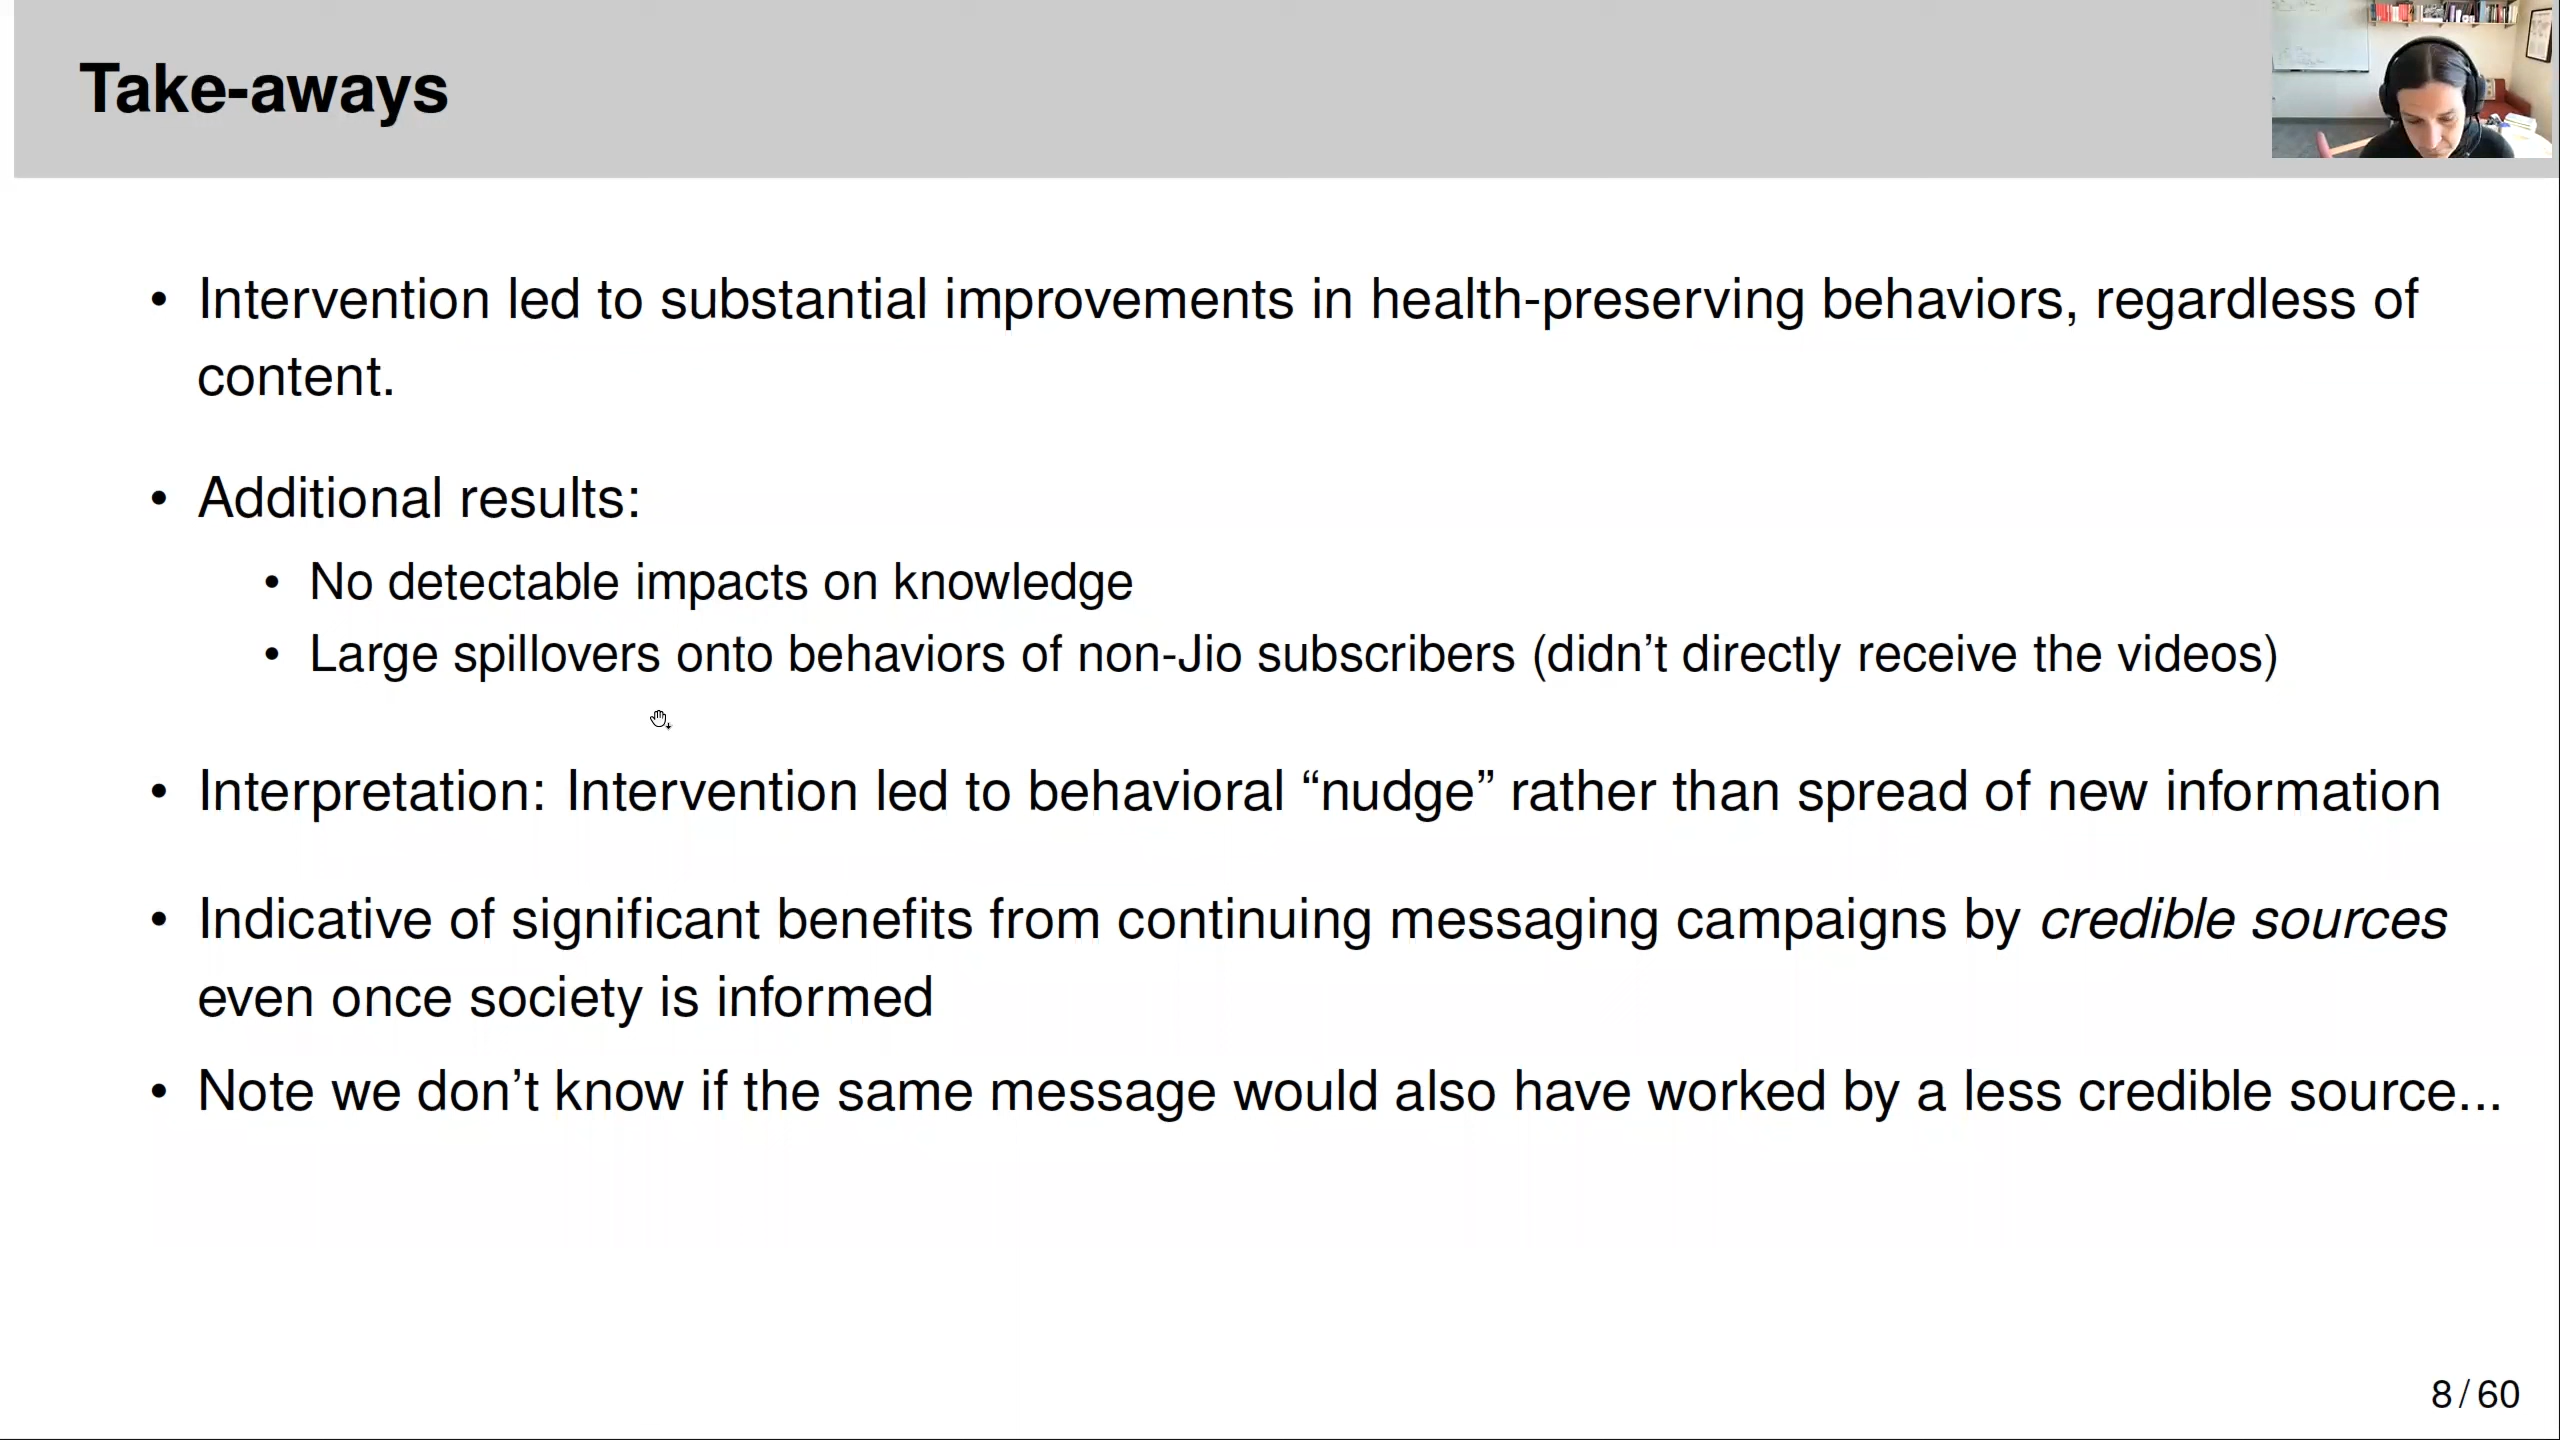 Take-aways
• Intervention led to substantial improvements in health-preserving behaviors, regardless of
content.
• Additional results:
• No detectable impacts on knowledge
• Large spillovers onto behaviors of non-Jio subscribers (didn’t directly receive the videos)
• Interpretation: Intervention led to behavioral “nudge” rather than spread of new information
• Indicative of significant benefits from continuing messaging campaigns by credible sources
even once society is informed
• Note we don’t know if the same message would also have worked by a less credible source...
8 / 60